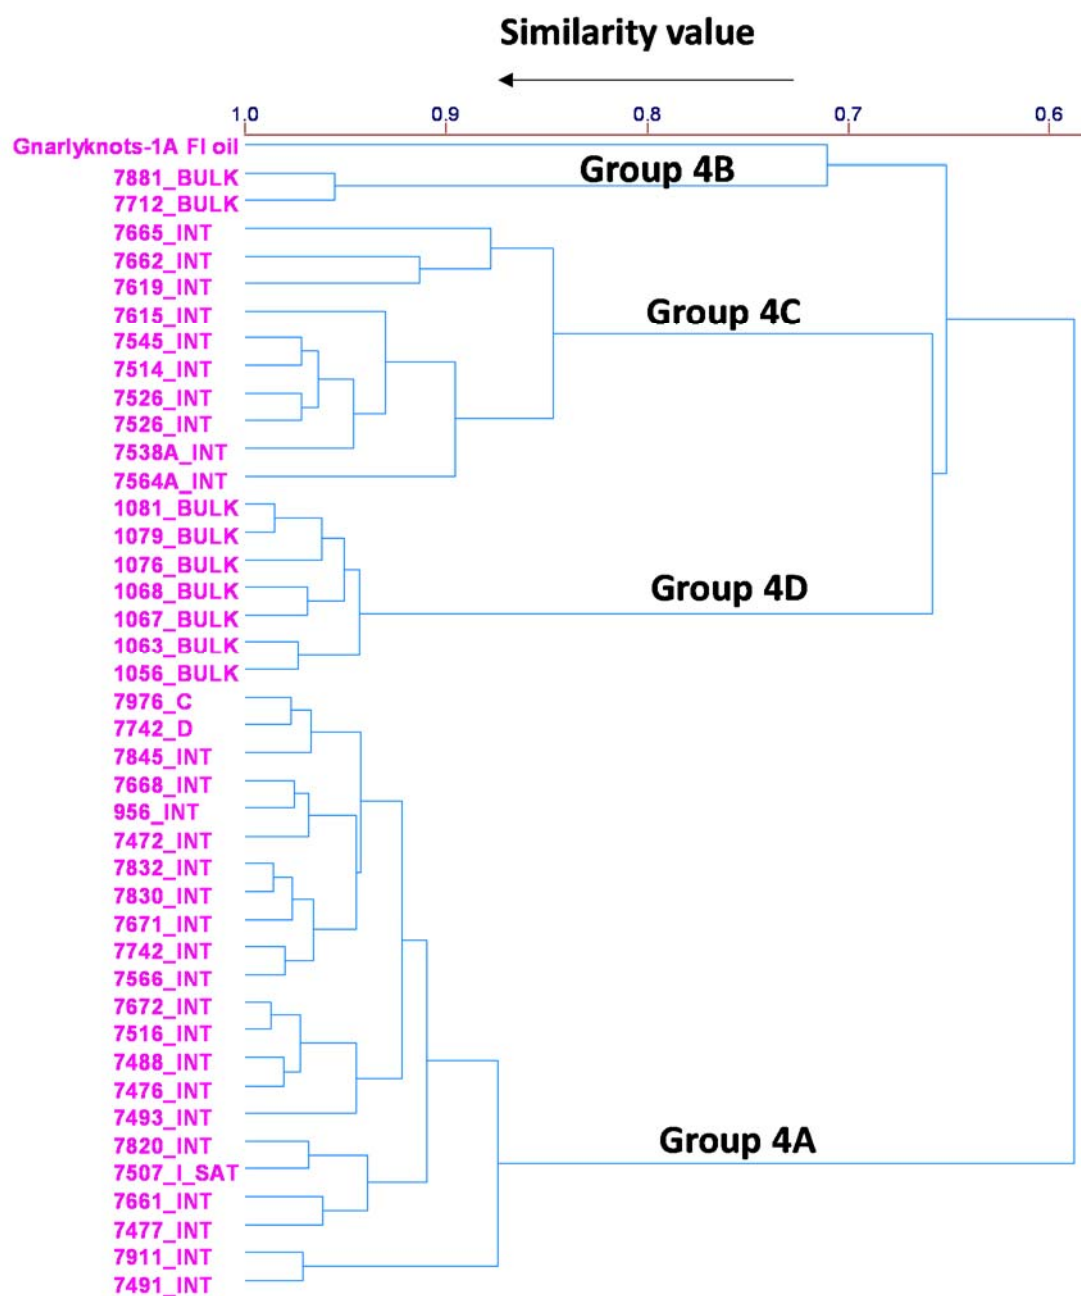 Similarity value
1.0 0.9 0.8 0.7 0.6
Gnarlyknots-1A FI oil
Group 4B
7881_BULK
7712_BULK
7665_INT
7662_INT
7619_INT
7615_INT
Group 4C
7545_INT
7514_INT
7526_INT
7526_INT
7538A_INT
7564A_INT
1081_BULK
1079_BULK
1076_BULK
1068_BULK
Group 4D
1067_BULK
1063_BULK
1056_BULK
7976_C
7742_D
7845_INT
7668_INT
956_INT
7472_INT
7832_INT
7830_INT
7671_INT
7742_INT
7566_INT
7672_INT
7516_INT
7488_INT
7476_INT
7493_INT
7820_INT
Group 4A
7507_I_SAT
7661_INT
7477_INT
7911_INT
7491_INT